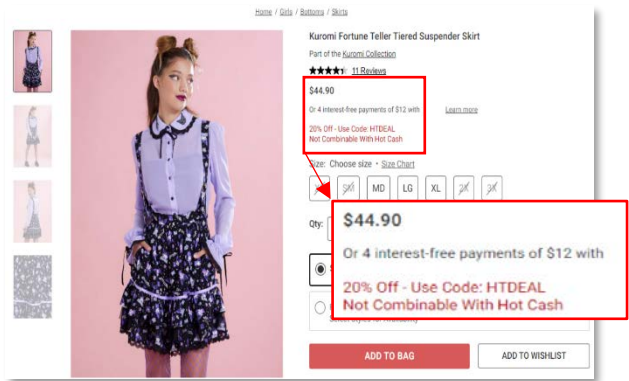 Home / Girls / Bottoms / Skirts
Kuromi Fortune Teller Tiered Suspender Skirt
Part of the Kuromi Collection
11 Reviews
$44.90
Or 4 interest-free payments of $12 with Learn more
20% Off - Use Code: HTDEAL
Not Combinable With Hot Cash
Size: Choose size • Size Chart
SM MD LG XL 2X 3X
Qty:
$44.90
Or 4 interest-free payments of $12 with
20% Off - Use Code: HTDEAL
Not Combinable With Hot Cash
ADD TO BAG ADD TO WISHLIST